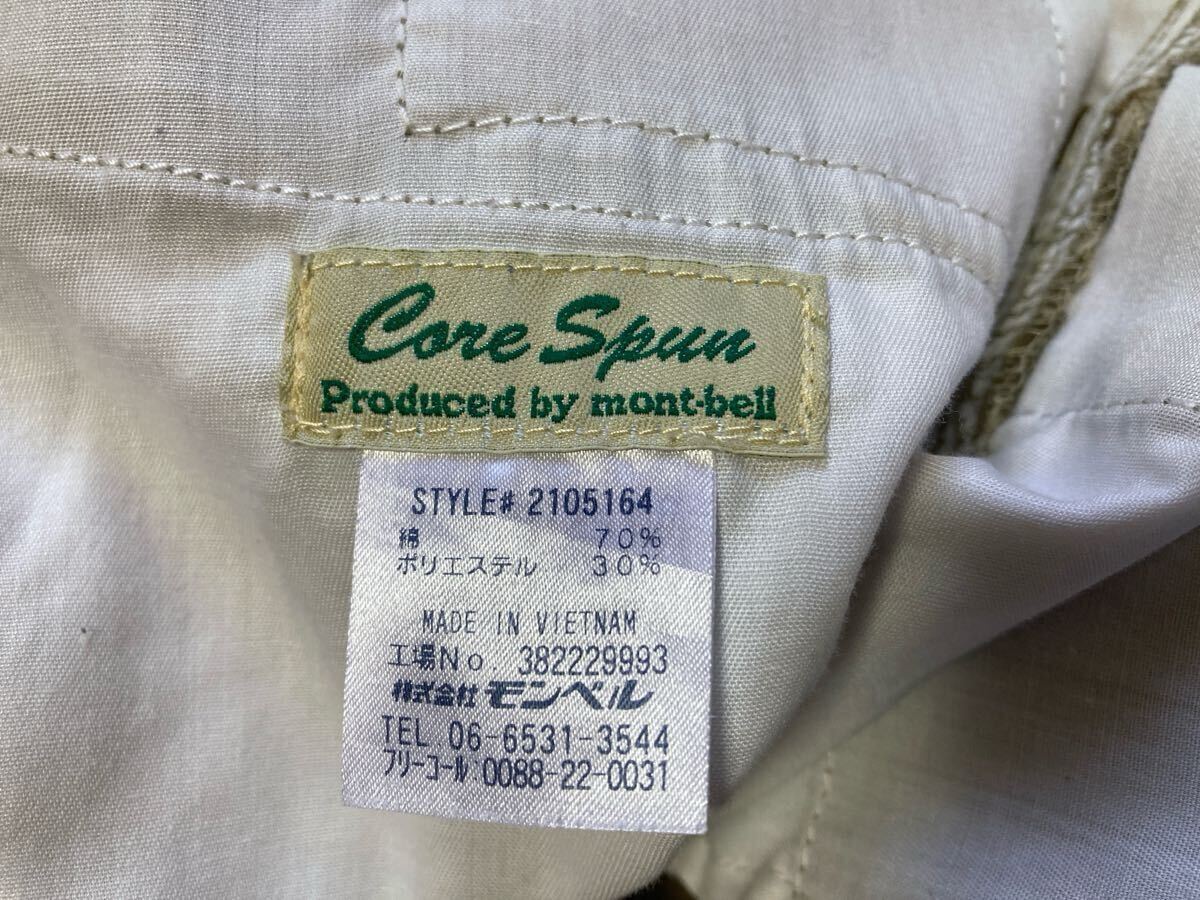 Core Spun
Produced by mont-bell
STYLE# 2105164
綿 70%
ポリエステル 30%
MADE IN VIETNAM
工場No. 382229993
株式会社モンベル
TEL.06-6531-3544
フリーコール 0088-22-0031